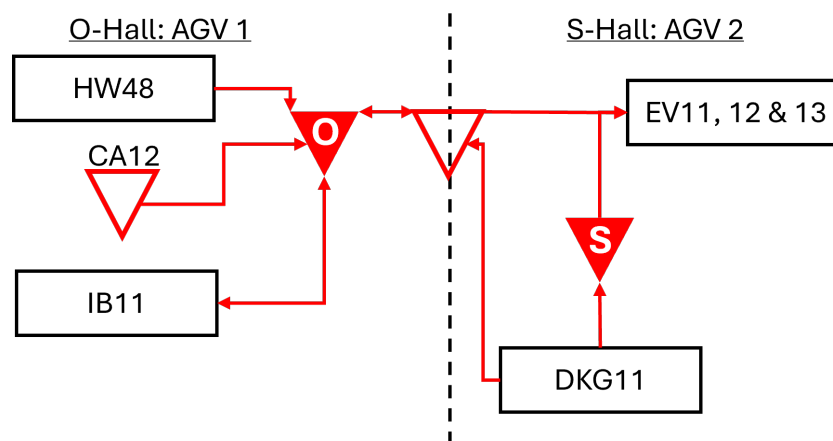 O-Hall: AGV 1
S-Hall: AGV 2
HW48
O
EV11, 12 & 13
CA12
S
IB11
DKG11